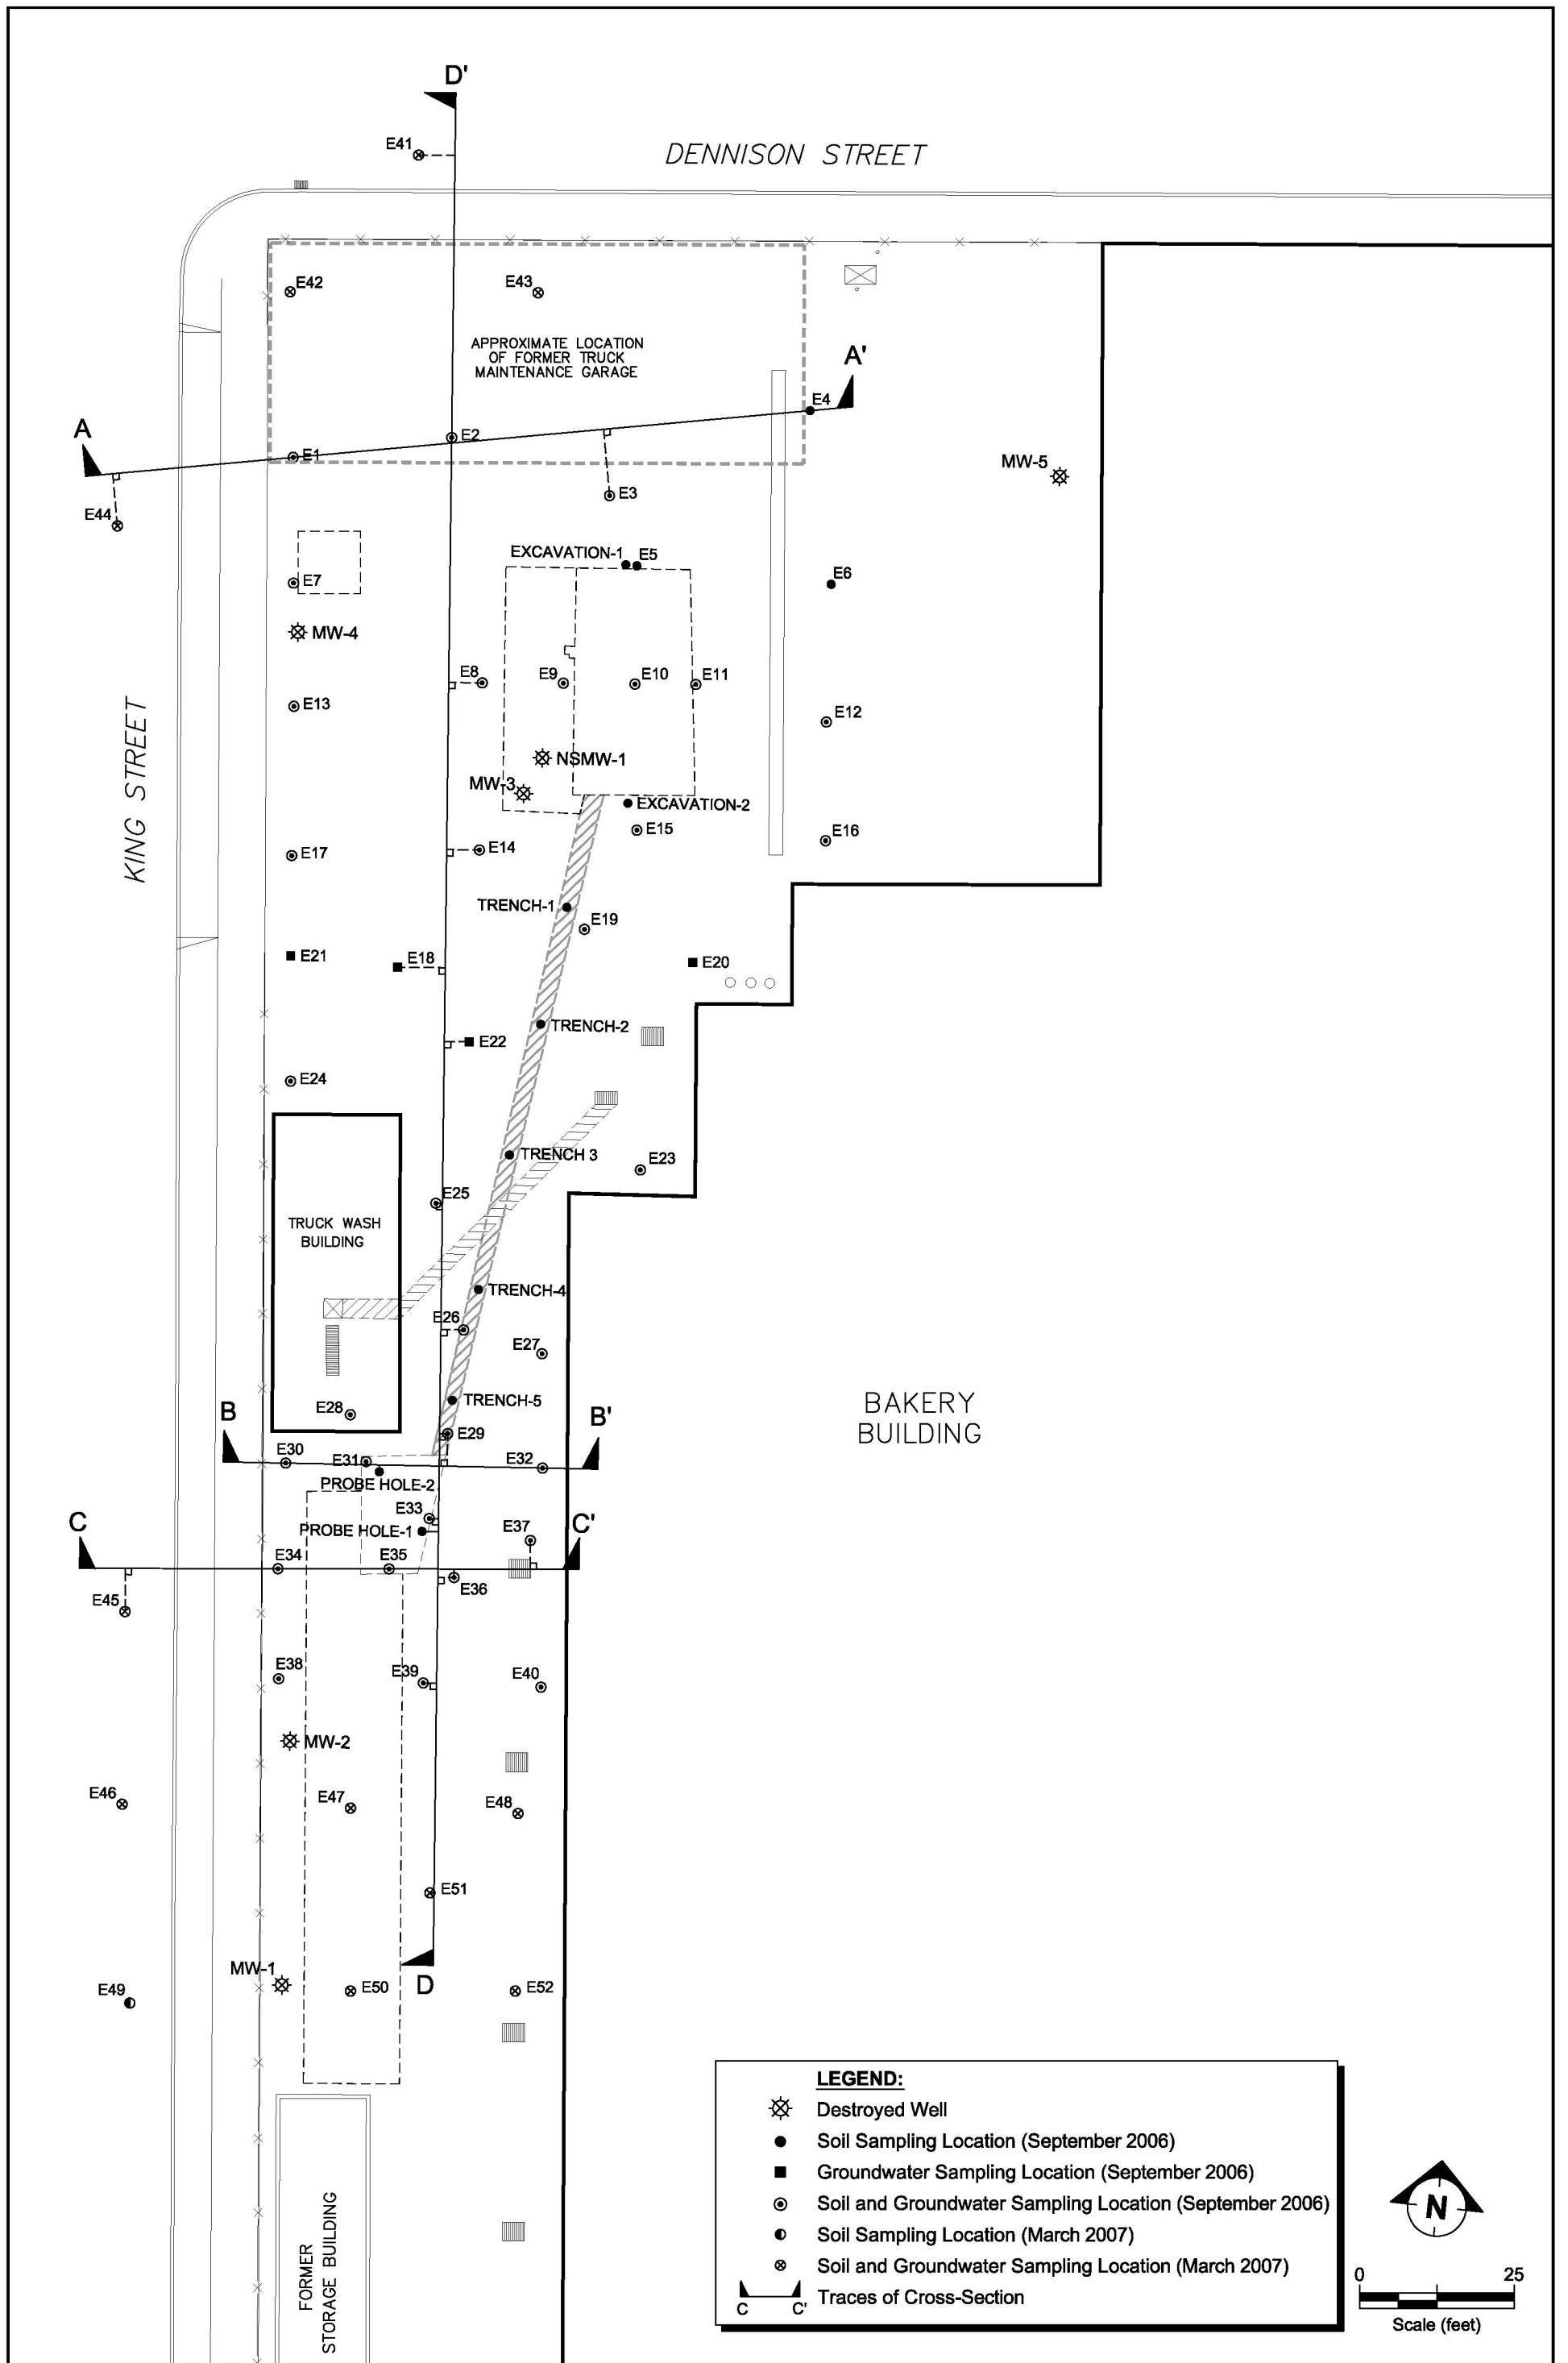 D'
E41
DENNISON STREET
E42
E43
APPROXIMATE LOCATION
OF FORMER TRUCK
MAINTENANCE GARAGE
A'
E4
A
E2
E1
MW-5
E3
E44
EXCAVATION-1
E5
E6
E7
MW-4
E8
E9
E10
E11
E13
E12
KING STREET
NSMW-1
MW-3
EXCAVATION-2
E15
E16
E17
E14
TRENCH-1
E19
E21
E18
E20
TRENCH-2
E22
E24
TRENCH 3
E23
E25
TRUCK WASH
BUILDING
TRENCH-4
E26
E27
TRENCH-5
BAKERY
BUILDING
E28
B
B'
E29
E30
E31
E32
PROBE HOLE-2
E33
PROBE HOLE-1
E37
C
C'
E34
E35
E36
E45
E38
E39
E40
MW-2
E46
E47
E48
E51
MW-1
D
E49
E50
E52
FORMER
STORAGE BUILDING
LEGEND:
Destroyed Well
Soil Sampling Location (September 2006)
Groundwater Sampling Location (September 2006)
Soil and Groundwater Sampling Location (September 2006)
Soil Sampling Location (March 2007)
Soil and Groundwater Sampling Location (March 2007)
C C' Traces of Cross-Section
N
0 25
Scale (feet)